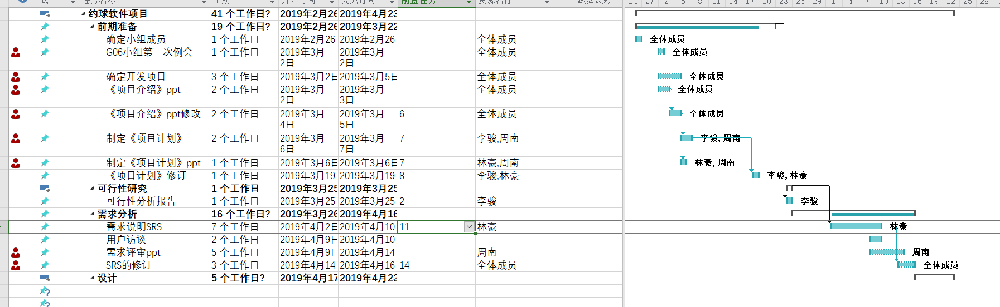 式 任务名称 工期 开始时间 完成时间 前置任务 资源名称 添加新列 24 27 2 5 8 11 14 17 20 23 26 29 1 4 7 10 13 16 19 22 25 28 1
约球软件项目 41 个工作日? 2019年2月26 2019年4月23
前期准备 19 个工作日? 2019年2月26 2019年3月22
确定小组成员 1 个工作日 2019年2月26 2019年2月26 全体成员 全体成员
G06小组第一次例会 1 个工作日 2019年3月 2019年3月 全体成员 全体成员
2日 2日
确定开发项目 3 个工作日 2019年3月2日 2019年3月5日 全体成员 全体成员
《项目介绍》ppt 2 个工作日 2019年3月 2019年3月 全体成员 全体成员
2日 3日
《项目介绍》ppt修改 2 个工作日 2019年3月 2019年3月 6 全体成员 全体成员
4日 5日
制定《项目计划》 2 个工作日 2019年3月 2019年3月 7 李骏,周南 李骏,周南
6日 7日
制定《项目计划》ppt 1 个工作日 2019年3月6日 2019年3月6日 7 林豪,周南 林豪,周南
《项目计划》修订 1 个工作日 2019年3月19 2019年3月19 8 李骏,林豪 李骏,林豪
可行性研究 1 个工作日 2019年3月25 2019年3月25
可行性分析报告 1 个工作日 2019年3月25 2019年3月25 2 李骏 李骏
需求分析 16 个工作日? 2019年3月26 2019年4月16
需求说明SRS 7 个工作日 2019年4月2日 2019年4月10 11 林豪 林豪
用户访谈 2 个工作日 2019年4月9日 2019年4月10
需求评审ppt 5 个工作日 2019年4月9日 2019年4月14 周南 周南
SRS的修订 3 个工作日 2019年4月14 2019年4月16 14 全体成员 全体成员
设计 5 个工作日? 2019年4月17 2019年4月23